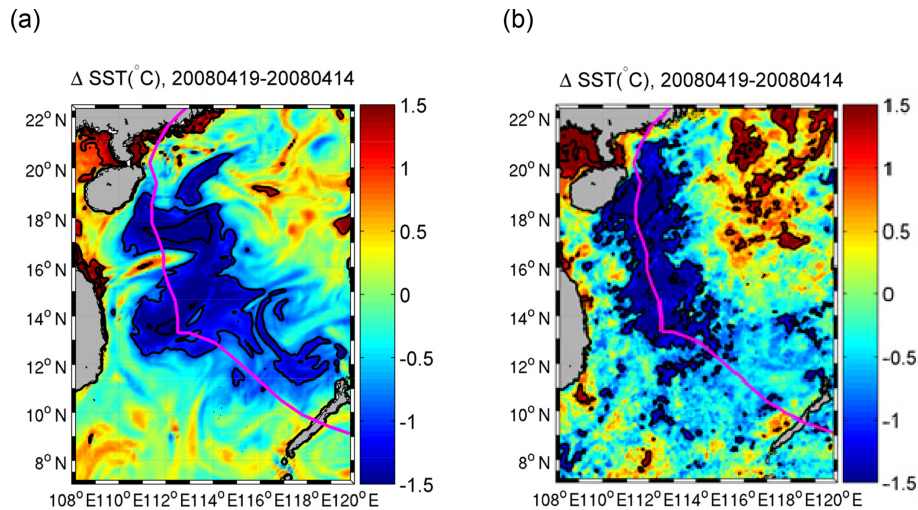 (a)
(b)
Δ SST(°C), 20080419-20080414
Δ SST(°C), 20080419-20080414
22° N
20° N
18° N
16° N
14° N
12° N
10° N
8° N
108°E110°E112°E114°E116°E118°E120°E
1.5
1
0.5
0
-0.5
-1
-1.5
22° N
20° N
18° N
16° N
14° N
12° N
10° N
8° N
108°E110°E112°E114°E116°E118°E120°E
1.5
1
0.5
0
-0.5
-1
-1.5